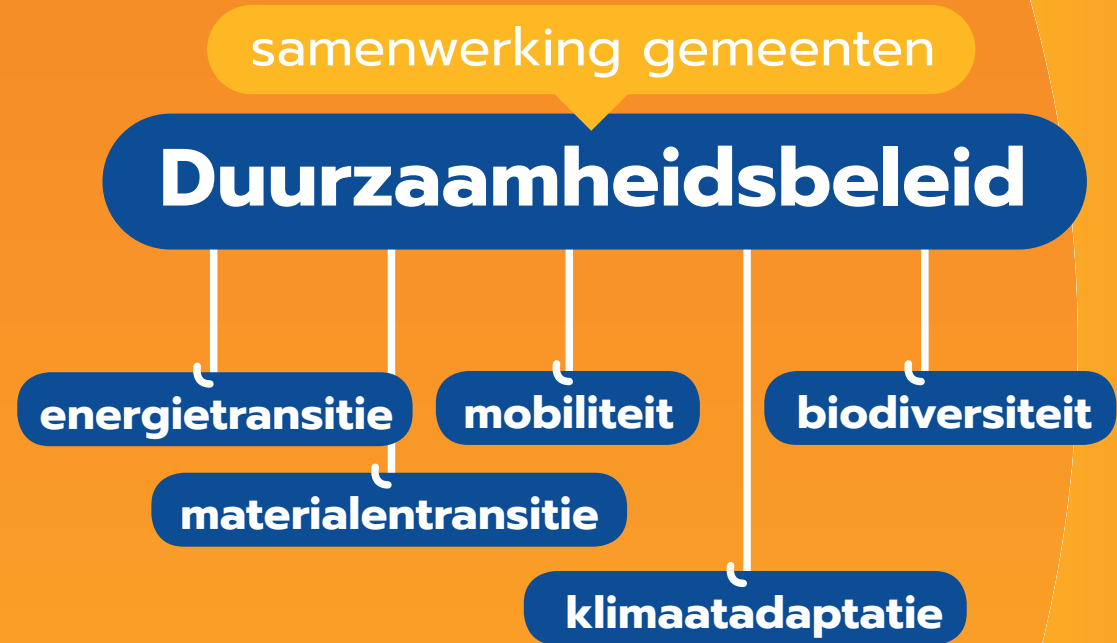 samenwerking gemeenten
Duurzaamheidsbeleid
energietransitie
mobiliteit
biodiversiteit
materialentransitie
klimaatadaptatie